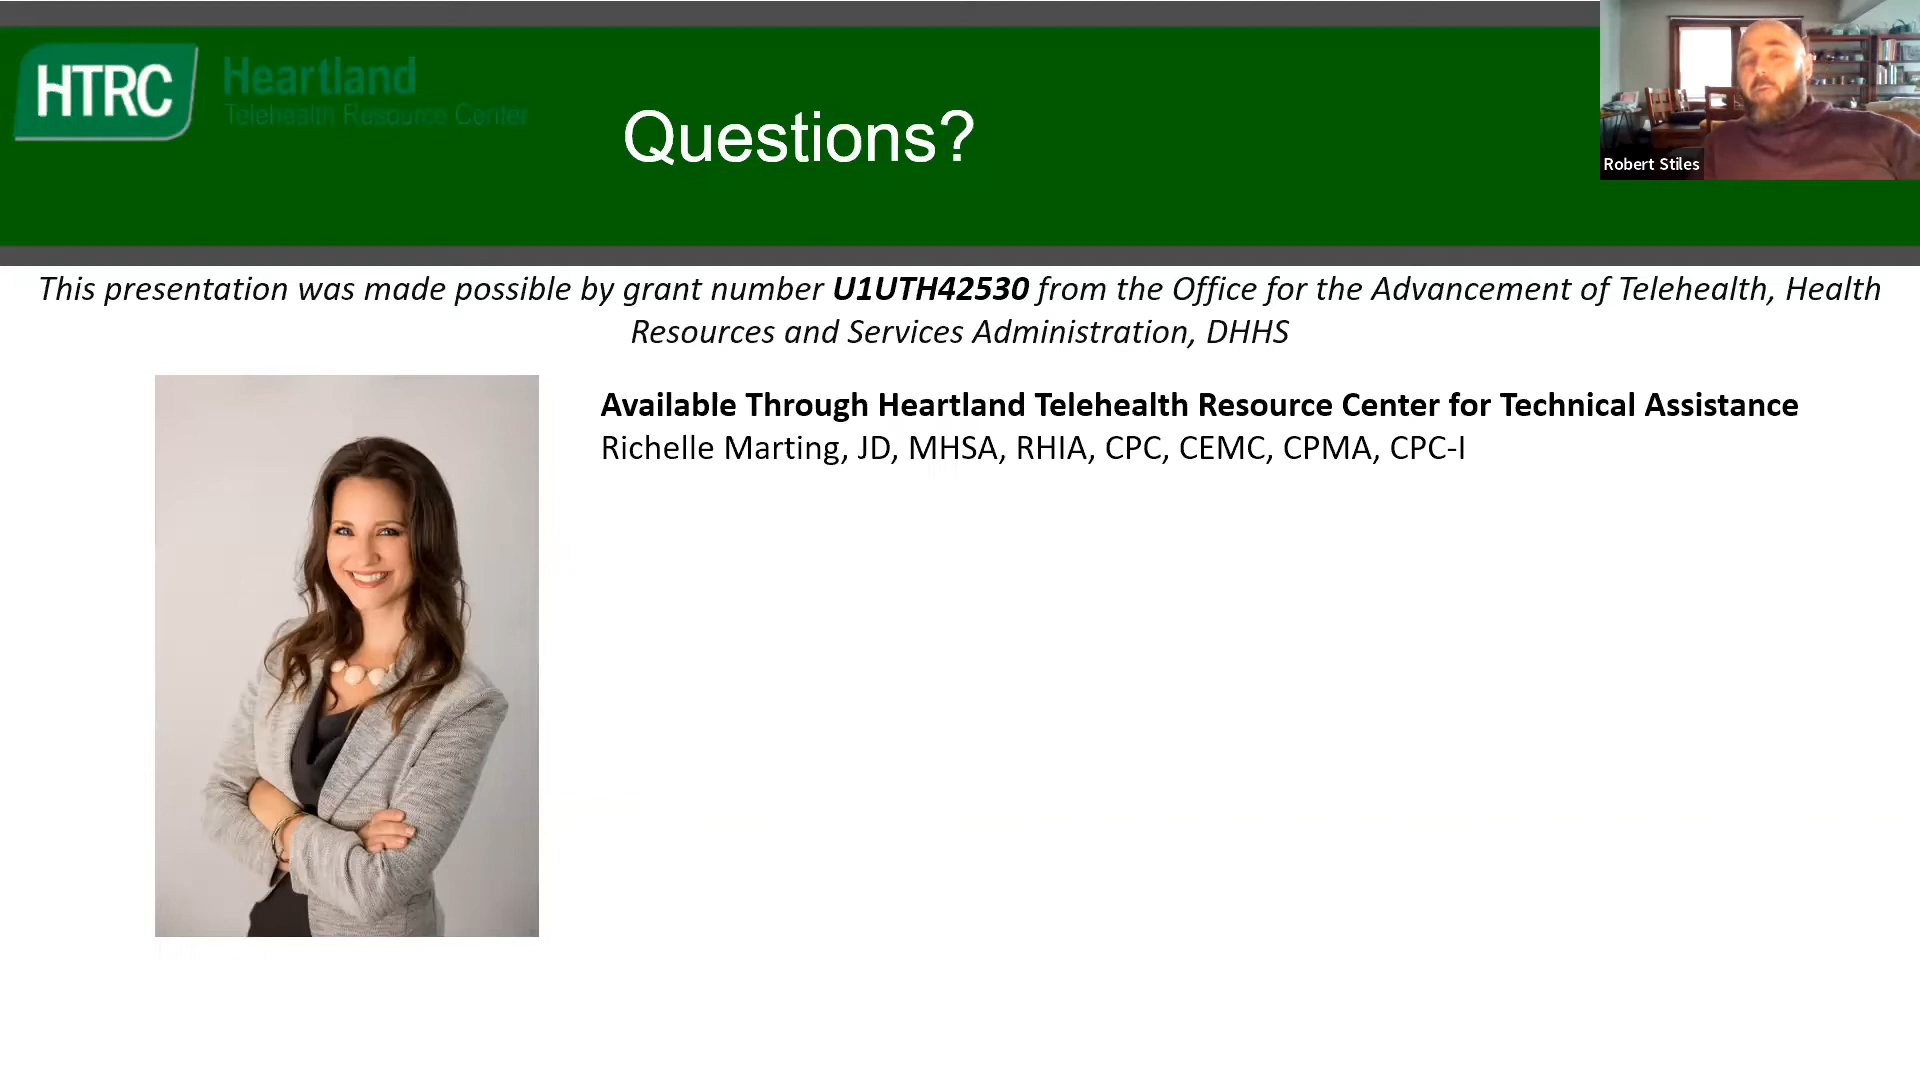 HTRC
Heartland
Telehealth Resource Center
Questions?
Robert Stiles
This presentation was made possible by grant number U1UTH42530 from the Office for the Advancement of Telehealth, Health
Resources and Services Administration, DHHS
Available Through Heartland Telehealth Resource Center for Technical Assistance
Richelle Marting, JD, MHSA, RHIA, CPC, CEMC, CPMA, CPC-I